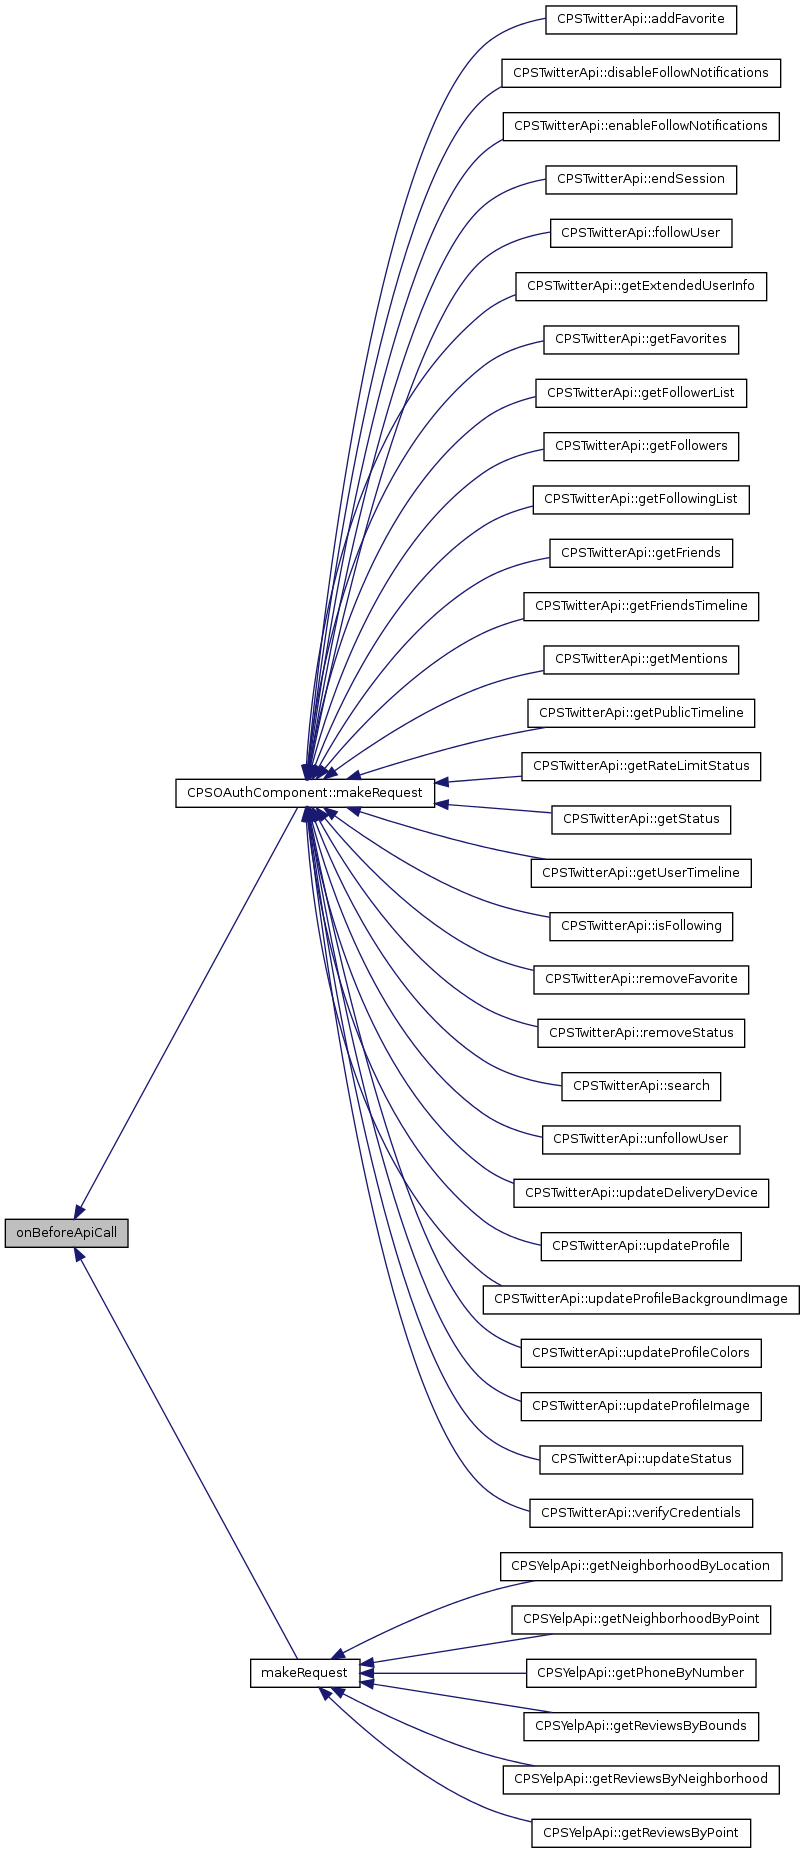 CPSTwitterApi::addFavorite
CPSTwitterApi::disableFollowNotifications
CPSTwitterApi::enableFollowNotifications
CPSTwitterApi::endSession
CPSTwitterApi::followUser
CPSTwitterApi::getExtendedUserInfo
CPSTwitterApi::getFavorites
CPSTwitterApi::getFollowerList
CPSTwitterApi::getFollowers
CPSTwitterApi::getFollowingList
CPSTwitterApi::getFriends
CPSTwitterApi::getFriendsTimeline
CPSTwitterApi::getMentions
CPSTwitterApi::getPublicTimeline
CPSTwitterApi::getRateLimitStatus
CPSOAuthComponent::makeRequest
CPSTwitterApi::getStatus
CPSTwitterApi::getUserTimeline
CPSTwitterApi::isFollowing
CPSTwitterApi::removeFavorite
CPSTwitterApi::removeStatus
CPSTwitterApi::search
CPSTwitterApi::unfollowUser
CPSTwitterApi::updateDeliveryDevice
onBeforeApiCall
CPSTwitterApi::updateProfile
CPSTwitterApi::updateProfileBackgroundImage
CPSTwitterApi::updateProfileColors
CPSTwitterApi::updateProfileImage
CPSTwitterApi::updateStatus
CPSTwitterApi::verifyCredentials
CPSYelpApi::getNeighborhoodByLocation
CPSYelpApi::getNeighborhoodByPoint
makeRequest
CPSYelpApi::getPhoneByNumber
CPSYelpApi::getReviewsByBounds
CPSYelpApi::getReviewsByNeighborhood
CPSYelpApi::getReviewsByPoint